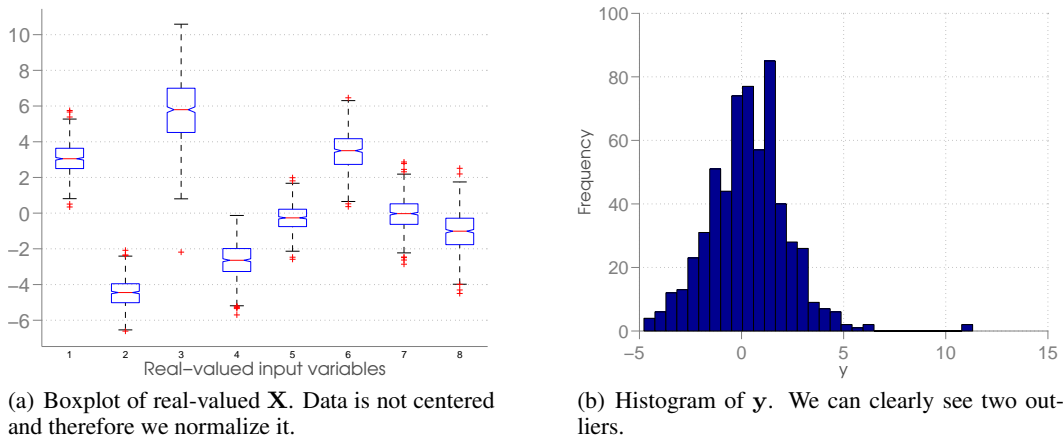 10
8
6
4
2
0
−2
−4
−6
1 2 3 4 5 6 7 8
Real−valued input variables
(a) Boxplot of real-valued X. Data is not centered
and therefore we normalize it.
100
80
60
40
20
0
Frequency
−5 0 5 10 15
y
(b) Histogram of y. We can clearly see two out-
liers.